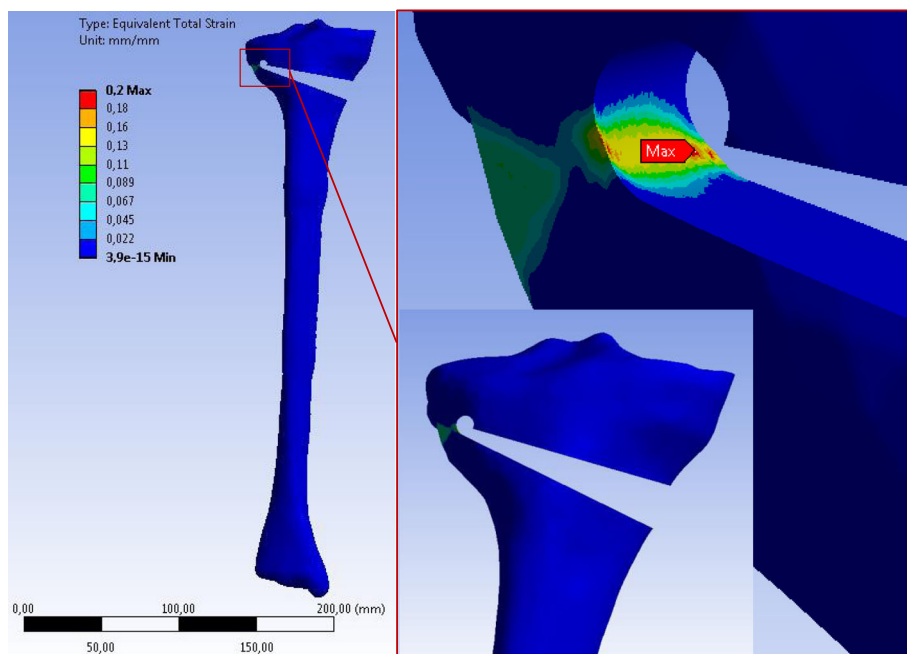 Type: Equivalent Total Strain
Unit: mm/mm
0,2 Max
0,18
0,16
0,13
0,11
0,089
0,067
0,045
0,022
3,9e-15 Min
Max
0,00 100,00 200,00 (mm)
50,00 150,00